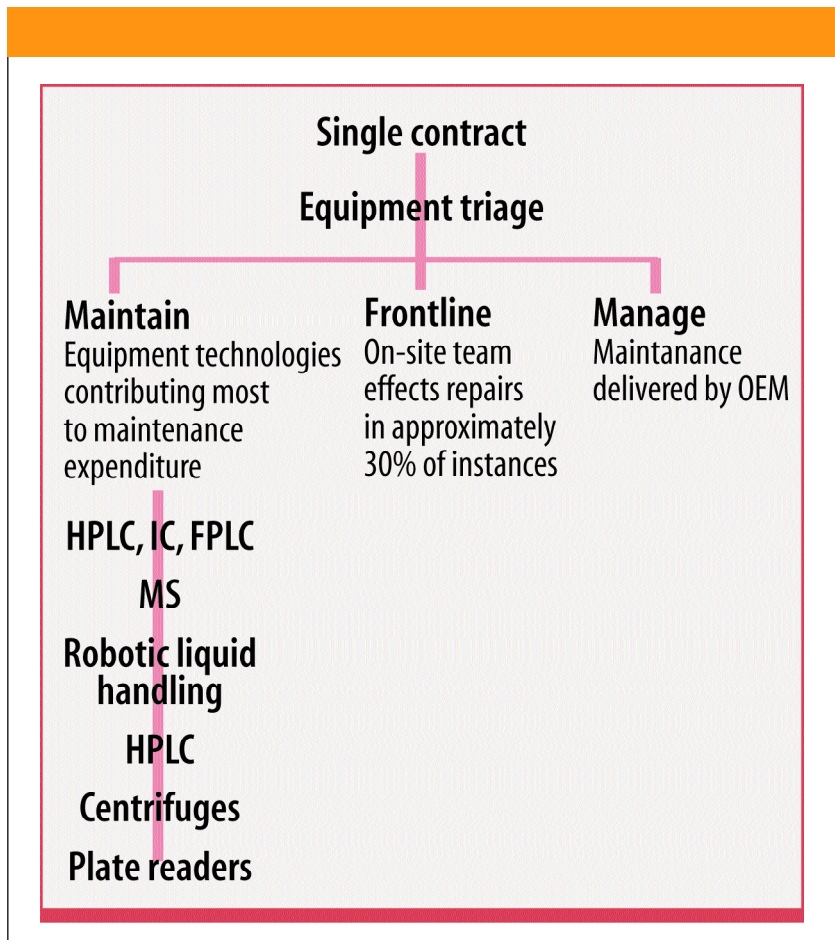 Single contract
Equipment triage
Maintain
Equipment technologies
contributing most
to maintenance
expenditure
Frontline
On-site team
effects repairs
in approximately
30% of instances
Manage
Maintanance
delivered by OEM
HPLC, IC, FPLC
MS
Robotic liquid
handling
HPLC
Centrifuges
Plate readers